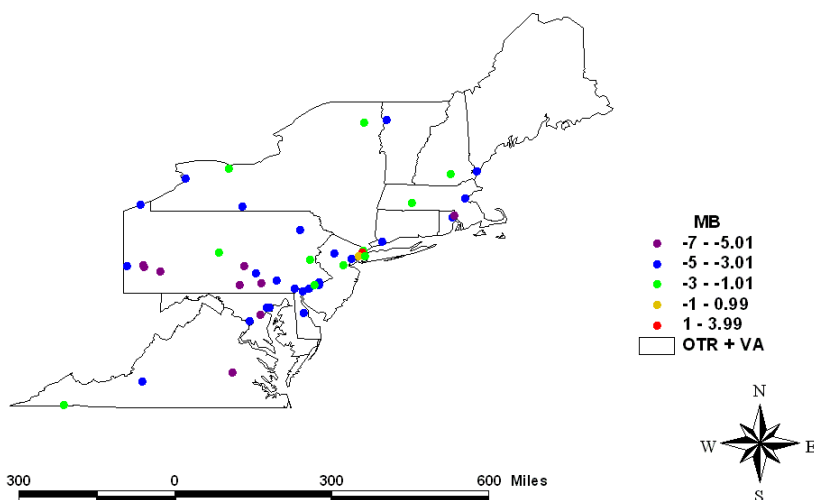 MB
-7 - -5.01
-5 - -3.01
-3 - -1.01
-1 - 0.99
1 - 3.99
OTR + VA
N
W E
S
300 0 300 600 Miles